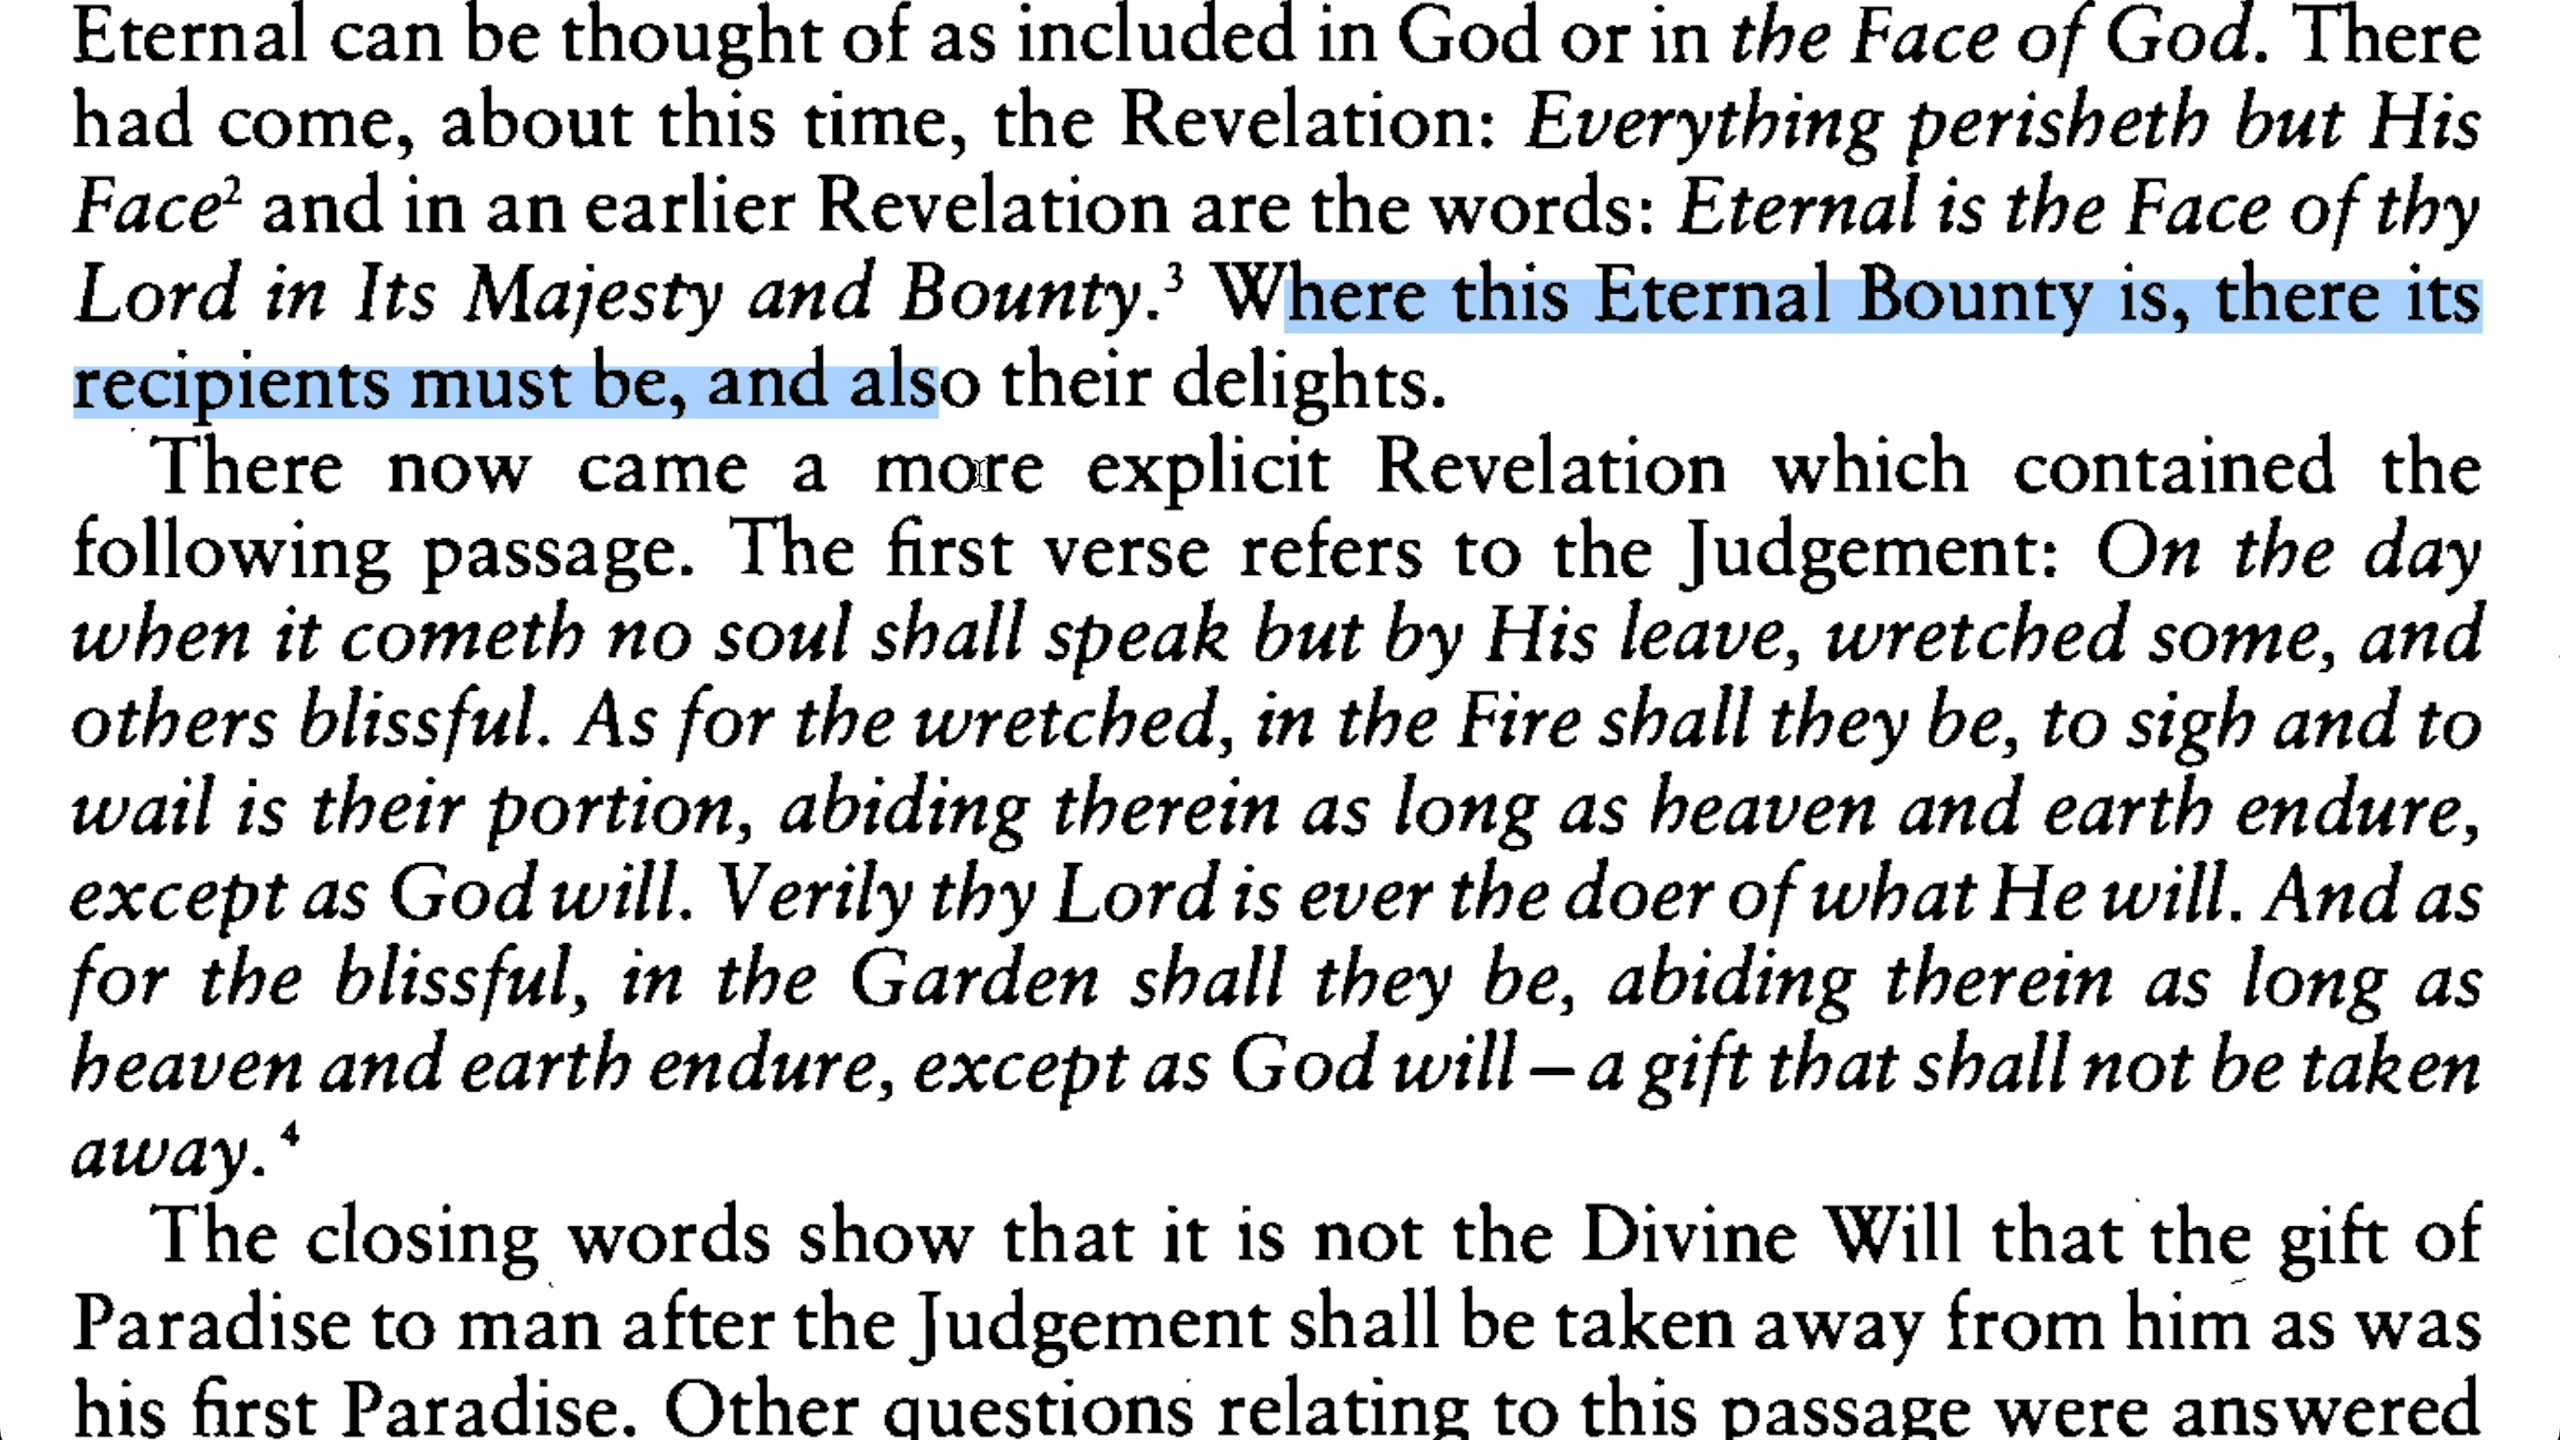 Eternal can be thought of as included in God or in the Face of God. There
had come, about this time, the Revelation: Everything perisheth but His
Face² and in an earlier Revelation are the words: Eternal is the Face of thy
Lord in Its Majesty and Bounty.³ Where this Eternal Bounty is, there its
recipients must be, and also their delights.
There now came a more explicit Revelation which contained the
following passage. The first verse refers to the Judgement: On the day
when it cometh no soul shall speak but by His leave, wretched some, and
others blissful. As for the wretched, in the Fire shall they be, to sigh and to
wail is their portion, abiding therein as long as heaven and earth endure,
except as God will. Verily thy Lord is ever the doer of what He will. And as
for the blissful, in the Garden shall they be, abiding therein as long as
heaven and earth endure, except as God will – a gift that shall not be taken
away.⁴
The closing words show that it is not the Divine Will that the gift of
Paradise to man after the Judgement shall be taken away from him as was
his first Paradise. Other questions relating to this passage were answered